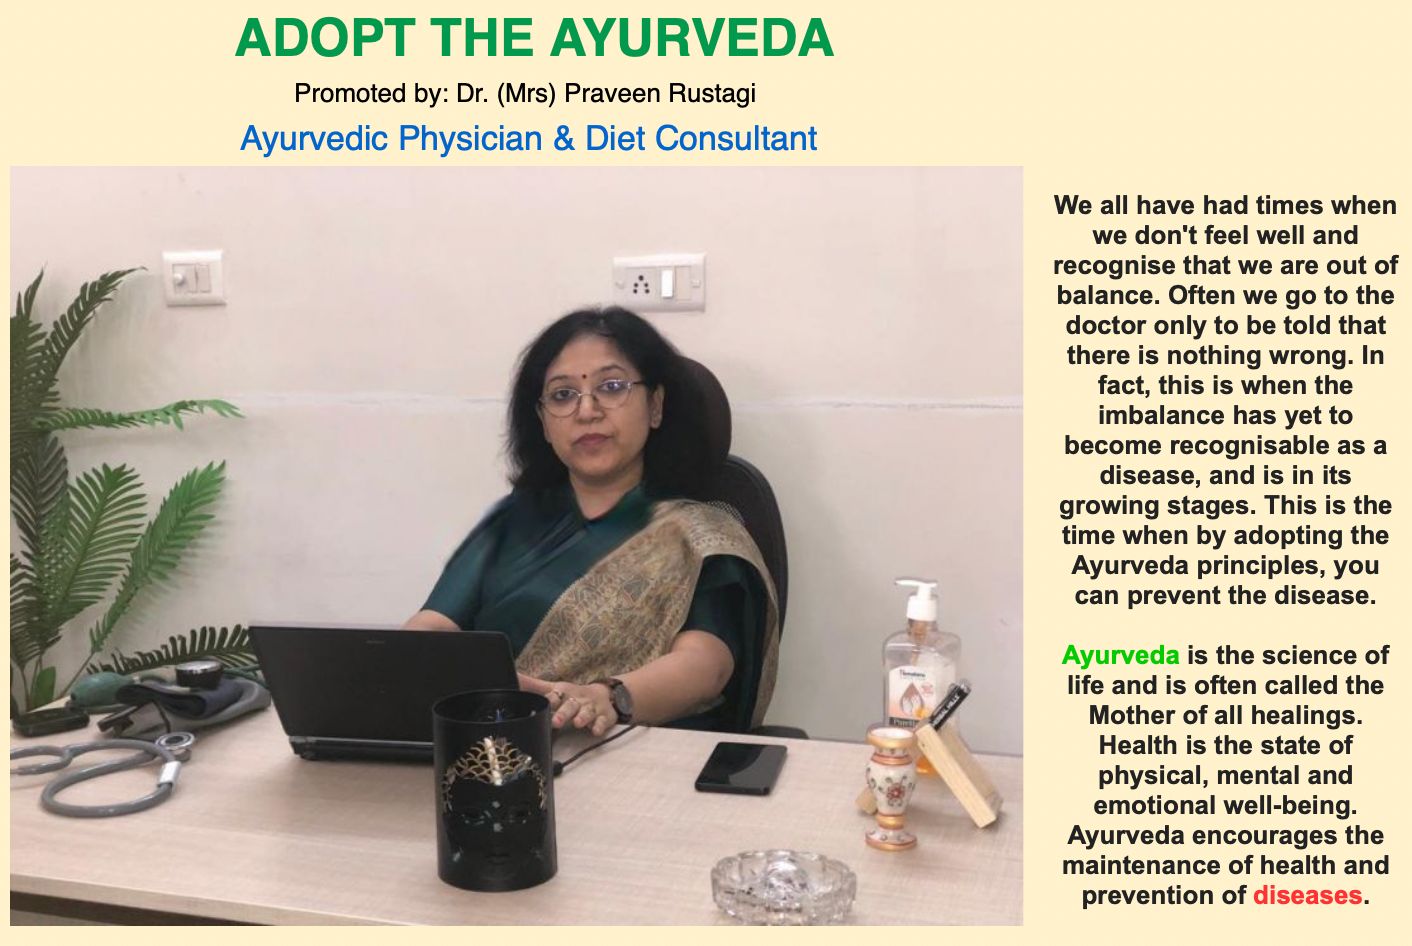 ADOPT THE AYURVEDA
Promoted by: Dr. (Mrs) Praveen Rustagi
Ayurvedic Physician & Diet Consultant
We all have had times when
we don't feel well and
recognise that we are out of
balance. Often we go to the
doctor only to be told that
there is nothing wrong. In
fact, this is when the
imbalance has yet to
become recognisable as a
disease, and is in its
growing stages. This is the
time when by adopting the
Ayurveda principles, you
can prevent the disease.
Ayurveda is the science of
life and is often called the
Mother of all healings.
Health is the state of
physical, mental and
emotional well-being.
Ayurveda encourages the
maintenance of health and
prevention of diseases.
Himalaya